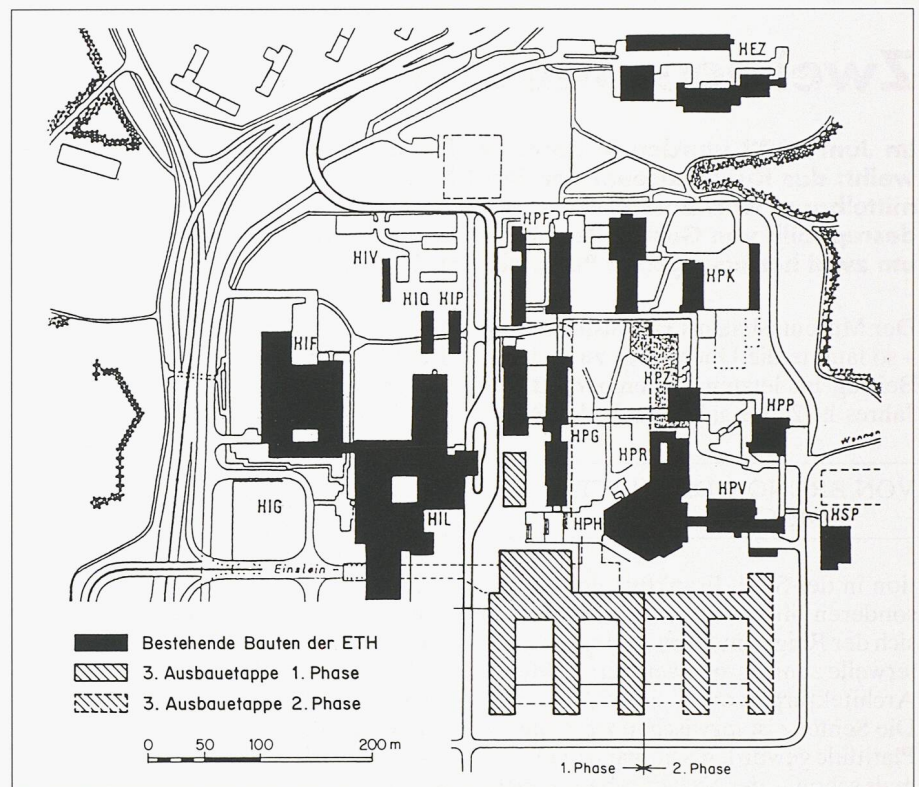 HEZ
HPF
HIV
HPK
HIQ HIP
HIF
HPZ
HPP
HPG
Wannen
HPR
HPV
HIG
HIL
HPH
HSP
Einstein
Bestehende Bauten der ETH
3. Ausbauetappe 1. Phase
3. Ausbauetappe 2. Phase
0 50 100 200 m
1. Phase 2. Phase